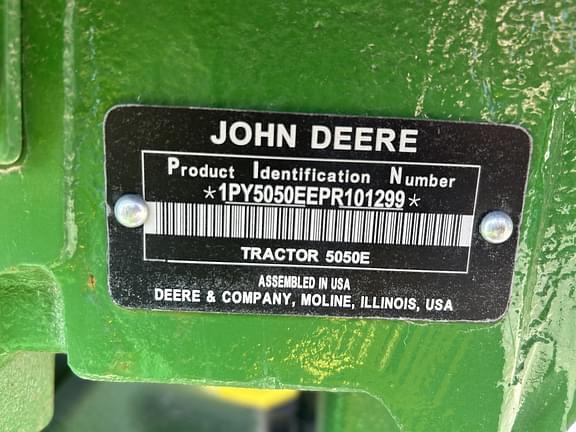 JOHN DEERE
Product Identification Number
*1PY5050EEPR101299*
TRACTOR 5050E
ASSEMBLED IN USA
DEERE & COMPANY, MOLINE, ILLINOIS, USA